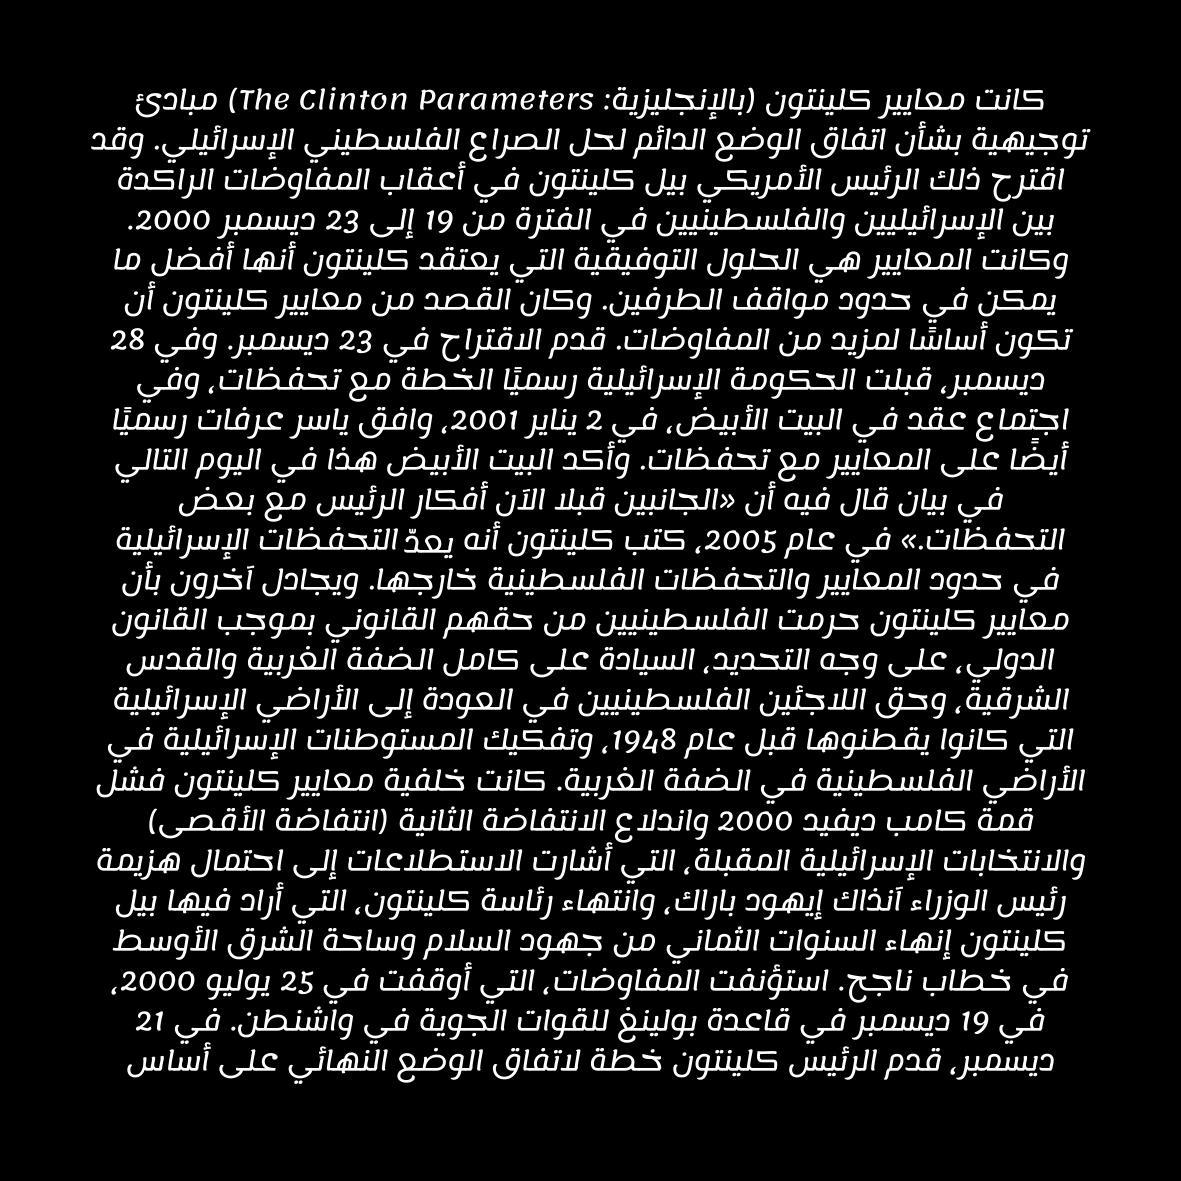 كانت معايير كلينتون (بالإنجليزية: The Clinton Parameters) مبادئ
توجيهية بشأن اتفاق الوضع الدائم لحل الصراع الفلسطيني الإسرائيلي. وقد
اقترح ذلك الرئيس الأمريكي بيل كلينتون في أعقاب المفاوضات الراكدة
بين الإسرائيليين والفلسطينيين في الفترة من 19 إلى 23 ديسمبر 2000.
وكانت المعايير هي الحلول التوفيقية التي يعتقد كلينتون أنها أفضل ما
يمكن في حدود مواقف الطرفين. وكان القصد من معايير كلينتون أن
تكون أساسًا لمزيد من المفاوضات. قدم الاقتراح في 23 ديسمبر. وفي 28
ديسمبر، قبلت الحكومة الإسرائيلية رسميًا الخطة مع تحفظات، وفي
اجتماع عقد في البيت الأبيض، في 2 يناير 2001، وافق ياسر عرفات رسميًا
أيضًا على المعايير مع تحفظات. وأكد البيت الأبيض هذا في اليوم التالي
في بيان قال فيه أن «الجانبين قبلا الآن أفكار الرئيس مع بعض
التحفظات.» في عام 2005، كتب كلينتون أنه يعدّ التحفظات الإسرائيلية
في حدود المعايير والتحفظات الفلسطينية خارجها. ويجادل آخرون بأن
معايير كلينتون حرمت الفلسطينيين من حقهم القانوني بموجب القانون
الدولي، على وجه التحديد، السيادة على كامل الضفة الغربية والقدس
الشرقية، وحق اللاجئين الفلسطينيين في العودة إلى الأراضي الإسرائيلية
التي كانوا يقطنوها قبل عام 1948، وتفكيك المستوطنات الإسرائيلية في
الأراضي الفلسطينية في الضفة الغربية. كانت خلفية معايير كلينتون فشل
قمة كامب ديفيد 2000 واندلاع الانتفاضة الثانية (انتفاضة الأقصى)
والانتخابات الإسرائيلية المقبلة، التي أشارت الاستطلاعات إلى احتمال هزيمة
رئيس الوزراء آنذاك إيهود باراك، وانتهاء رئاسة كلينتون، التي أراد فيها بيل
كلينتون إنهاء السنوات الثماني من جهود السلام وساحة الشرق الأوسط
في خطاب ناجح. استؤنفت المفاوضات، التي أوقفت في 25 يوليو 2000،
في 19 ديسمبر في قاعدة بولينغ للقوات الجوية في واشنطن. في 21
ديسمبر، قدم الرئيس كلينتون خطة لاتفاق الوضع النهائي على أساس